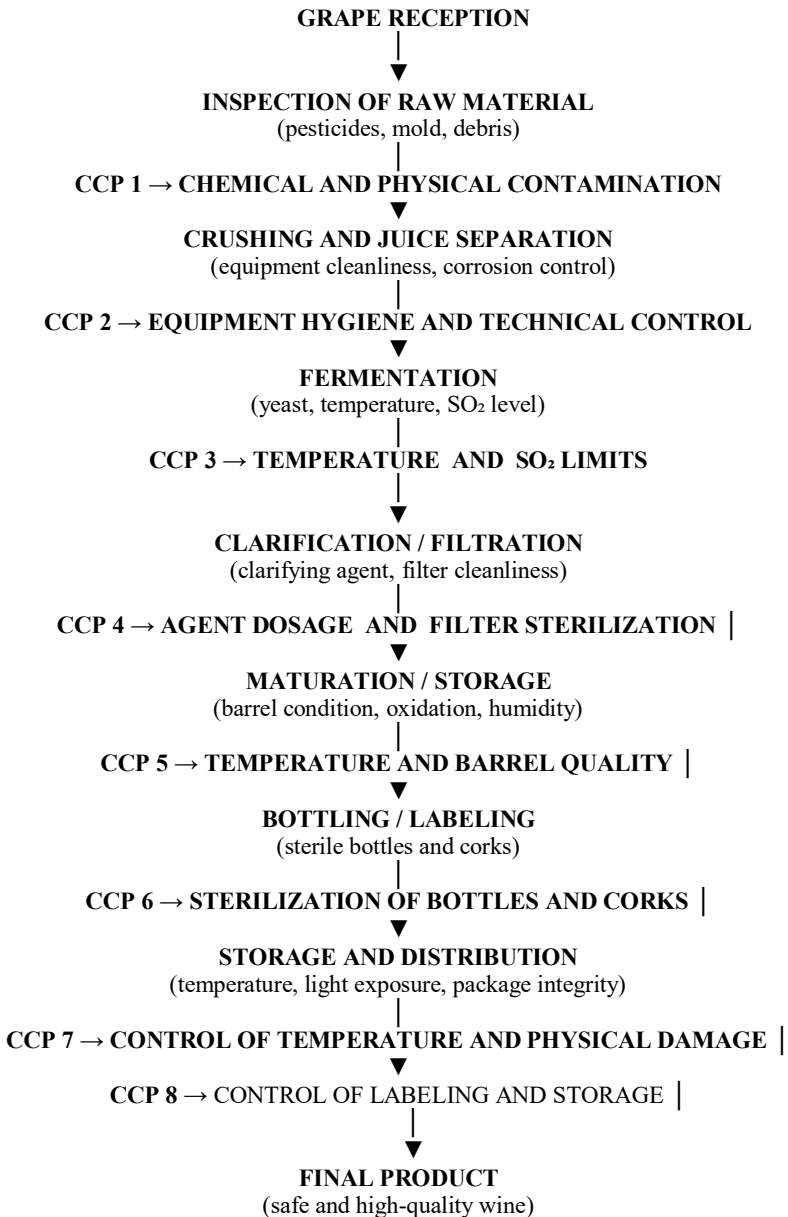 GRAPE RECEPTION
INSPECTION OF RAW MATERIAL
(pesticides, mold, debris)
CCP 1 → CHEMICAL AND PHYSICAL CONTAMINATION
CRUSHING AND JUICE SEPARATION
(equipment cleanliness, corrosion control)
CCP 2 → EQUIPMENT HYGIENE AND TECHNICAL CONTROL
FERMENTATION
(yeast, temperature, SO₂ level)
CCP 3 → TEMPERATURE AND SO₂ LIMITS
CLARIFICATION / FILTRATION
(clarifying agent, filter cleanliness)
CCP 4 → AGENT DOSAGE AND FILTER STERILIZATION |
MATURATION / STORAGE
(barrel condition, oxidation, humidity)
CCP 5 → TEMPERATURE AND BARREL QUALITY |
BOTTLING / LABELING
(sterile bottles and corks)
CCP 6 → STERILIZATION OF BOTTLES AND CORKS |
STORAGE AND DISTRIBUTION
(temperature, light exposure, package integrity)
CCP 7 → CONTROL OF TEMPERATURE AND PHYSICAL DAMAGE |
CCP 8 → CONTROL OF LABELING AND STORAGE |
FINAL PRODUCT
(safe and high-quality wine)